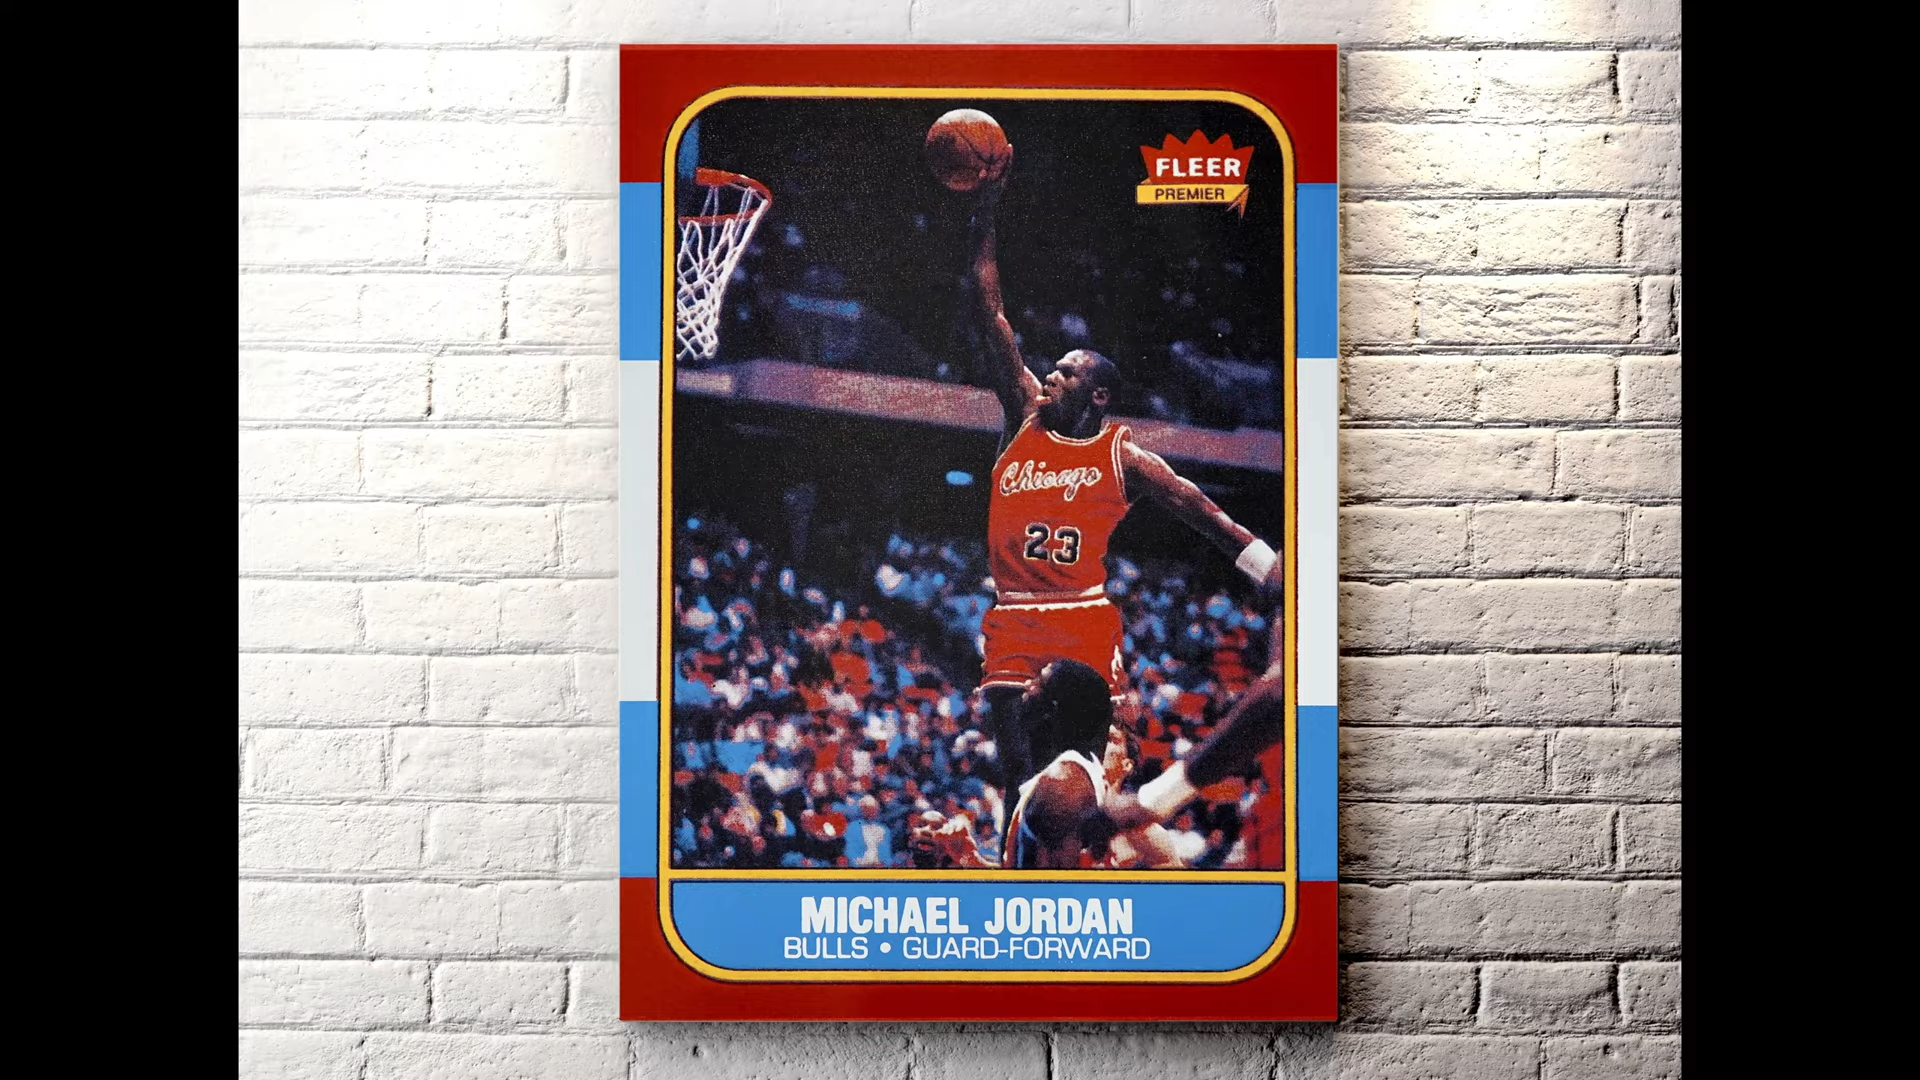 FLEER
PREMIER
Chicago
23
MICHAEL JORDAN
BULLS • GUARD-FORWARD